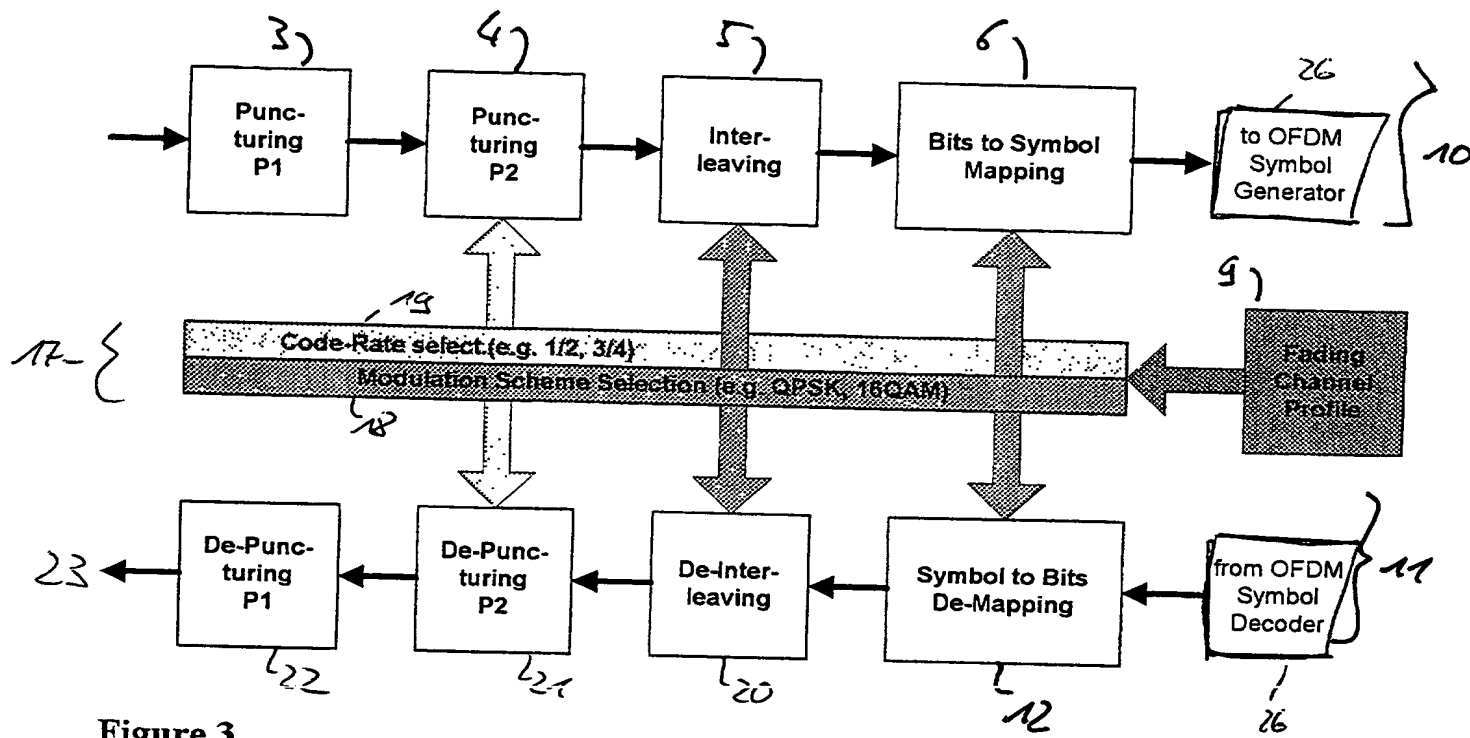 3
4
5
6
26
Punc-
turing
P1
Punc-
turing
P2
Inter-
leaving
Bits to Symbol
Mapping
to OFDM
Symbol
Generator
10
9
19
17
Code-Rate select.(e.g. 1/2, 3/4)
Modulation Scheme Selection (e.g. QPSK, 16QAM)
18
Fading
Channel
Profile
23
De-Punc-
turing
P1
De-Punc-
turing
P2
De-Inter-
leaving
Symbol to Bits
De-Mapping
from OFDM
Symbol
Decoder
11
22
21
20
12
26
Figure 3